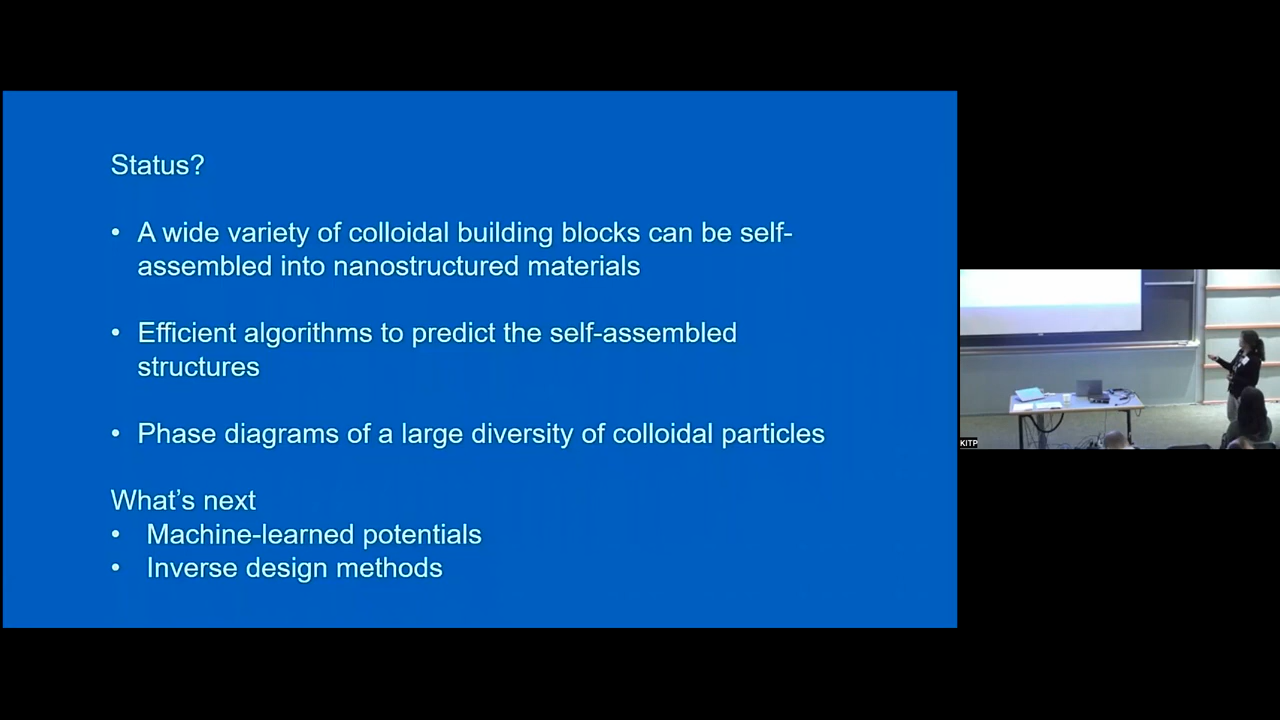 Status?
• A wide variety of colloidal building blocks can be self-
assembled into nanostructured materials
• Efficient algorithms to predict the self-assembled
structures
• Phase diagrams of a large diversity of colloidal particles
What's next
• Machine-learned potentials
• Inverse design methods
KITP